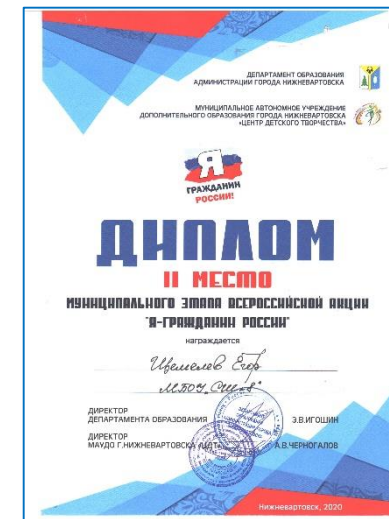 ДЕПАРТАМЕНТ ОБРАЗОВАНИЯ
АДМИНИСТРАЦИИ ГОРОДА НИЖНЕВАРТОВСКА
МУНИЦИПАЛЬНОЕ АВТОНОМНОЕ УЧРЕЖДЕНИЕ
ДОПОЛНИТЕЛЬНОГО ОБРАЗОВАНИЯ ГОРОДА НИЖНЕВАРТОВСКА
«ЦЕНТР ДЕТСКОГО ТВОРЧЕСТВА»
Я
ГРАЖДАНИН
РОССИИ!
ДИПЛОМ
II МЕСТО
МУНИЦИПАЛЬНОГО ЭТАПА ВСЕРОССИЙСКОЙ АКЦИИ
"Я-ГРАЖДАНИН РОССИИ"
награждается
Егор
МБОУ
ДИРЕКТОР
ДЕПАРТАМЕНТА ОБРАЗОВАНИЯ Э.В.ИГОШИН
ДИРЕКТОР
МАУДО Г.НИЖНЕВАРТОВСКА А.В.ЧЕРНОГАЛОВ
Нижневартовск, 2020